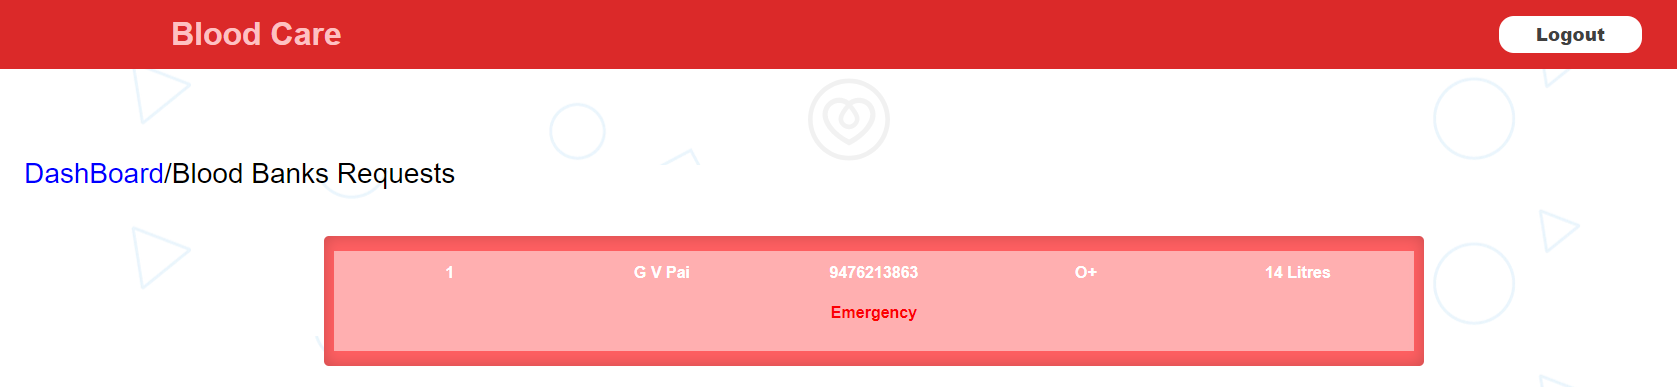 Blood Care
Logout
DashBoard/Blood Banks Requests
1 G V Pai 9476213863 O+ 14 Litres
Emergency